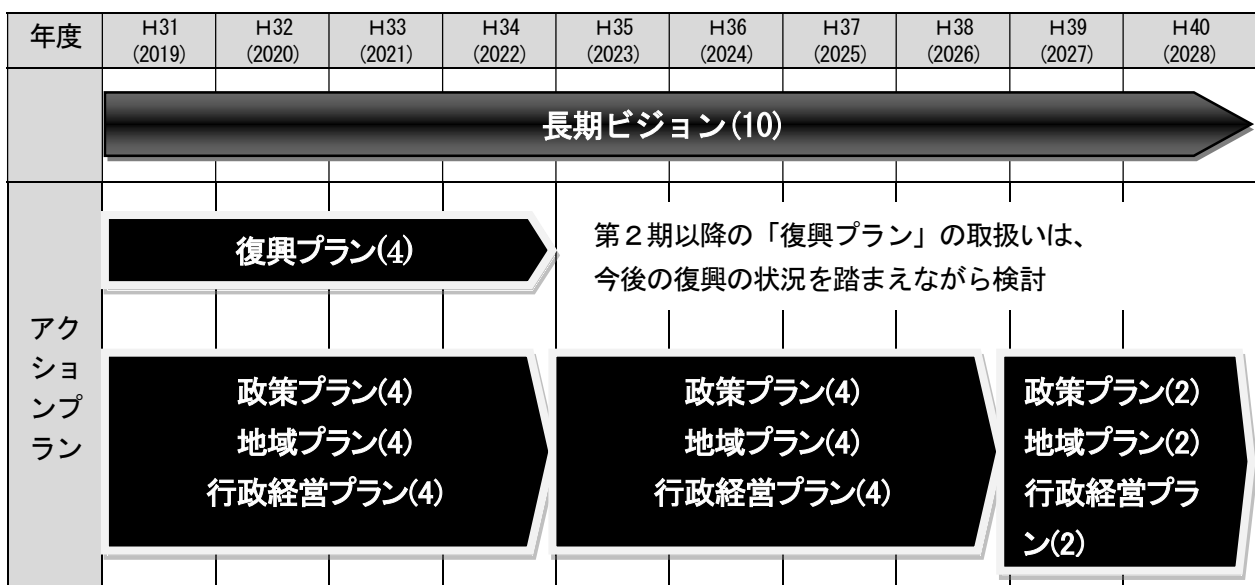 年度
H31
(2019)
H32
(2020)
H33
(2021)
H34
(2022)
H35
(2023)
H36
(2024)
H37
(2025)
H38
(2026)
H39
(2027)
H40
(2028)
長期ビジョン(10)
アク
ショ
ンプ
ラン
復興プラン(4)
第２期以降の「復興プラン」の取扱いは、
今後の復興の状況を踏まえながら検討
政策プラン(4)
地域プラン(4)
行政経営プラン(4)
政策プラン(4)
地域プラン(4)
行政経営プラン(4)
政策プラン(2)
地域プラン(2)
行政経営プラ
ン(2)